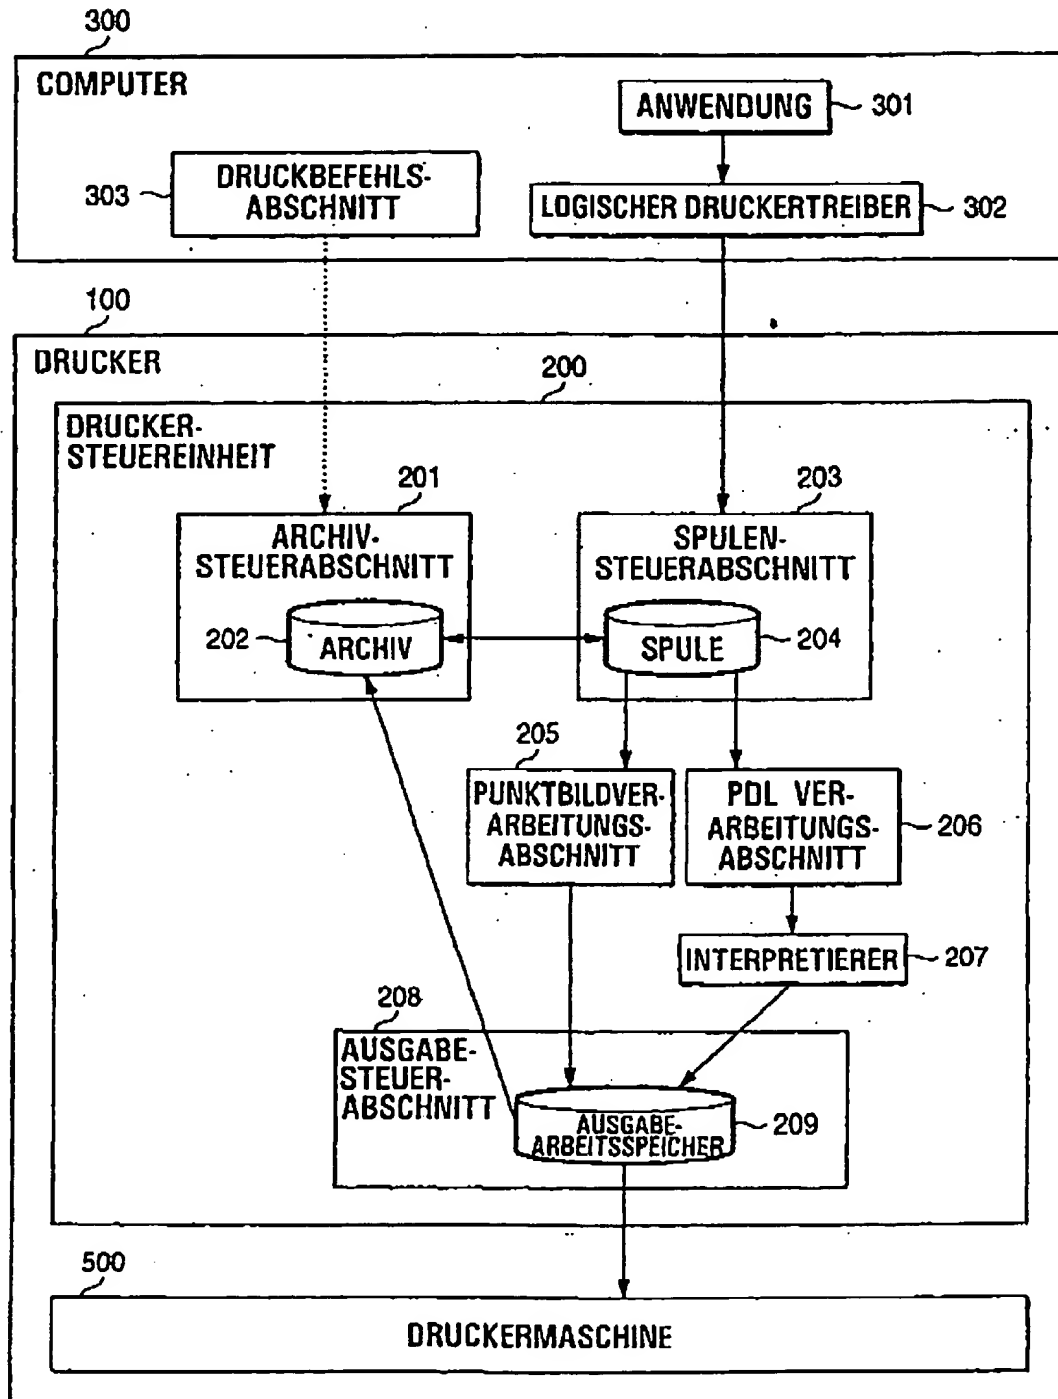 300
COMPUTER
ANWENDUNG
301
DRUCKBEFEHLS-
ABSCHNITT
303
LOGISCHER DRUCKERTREIBER
302
100
DRUCKER
200
DRUCKER-
STEUEREINHEIT
201
203
ARCHIV-
STEUERABSCHNITT
SPULEN-
STEUERABSCHNITT
202
ARCHIV
SPULE
204
205
PUNKTBILDVER-
ARBEITUNGS-
ABSCHNITT
PDL VER-
ARBEITUNGS-
ABSCHNITT
206
INTERPRETIERER
207
208
AUSGABE-
STEUER-
ABSCHNITT
AUSGABE-
ARBEITSSPEICHER
209
500
DRUCKERMASCHINE